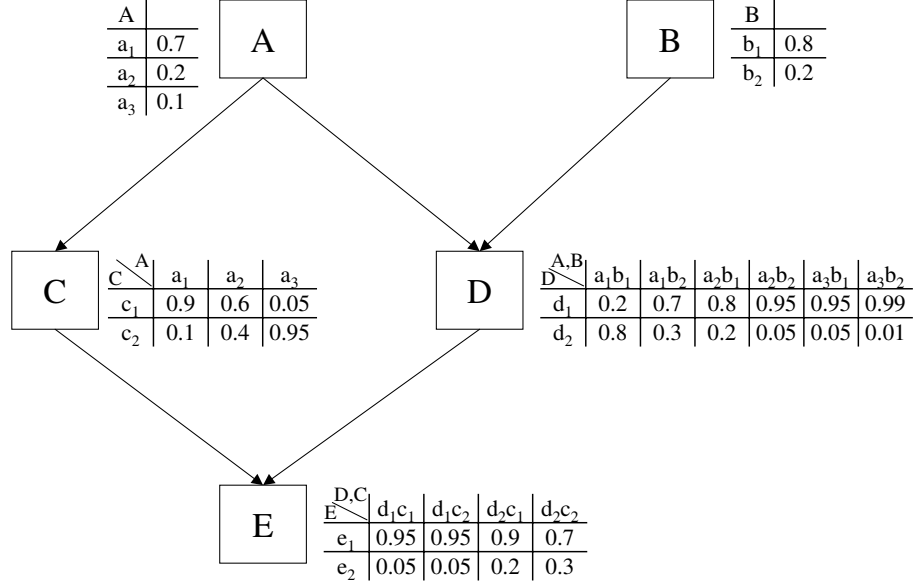 A
a₁ 0.7
a₂ 0.2
a₃ 0.1
A
B
B
b₁ 0.8
b₂ 0.2
C
C A a₁ a₂ a₃
c₁ 0.9 0.6 0.05
c₂ 0.1 0.4 0.95
D
D A,B a₁b₁ a₁b₂ a₂b₁ a₂b₂ a₃b₁ a₃b₂
d₁ 0.2 0.7 0.8 0.95 0.95 0.99
d₂ 0.8 0.3 0.2 0.05 0.05 0.01
E
E D,C d₁c₁ d₁c₂ d₂c₁ d₂c₂
e₁ 0.95 0.95 0.9 0.7
e₂ 0.05 0.05 0.2 0.3